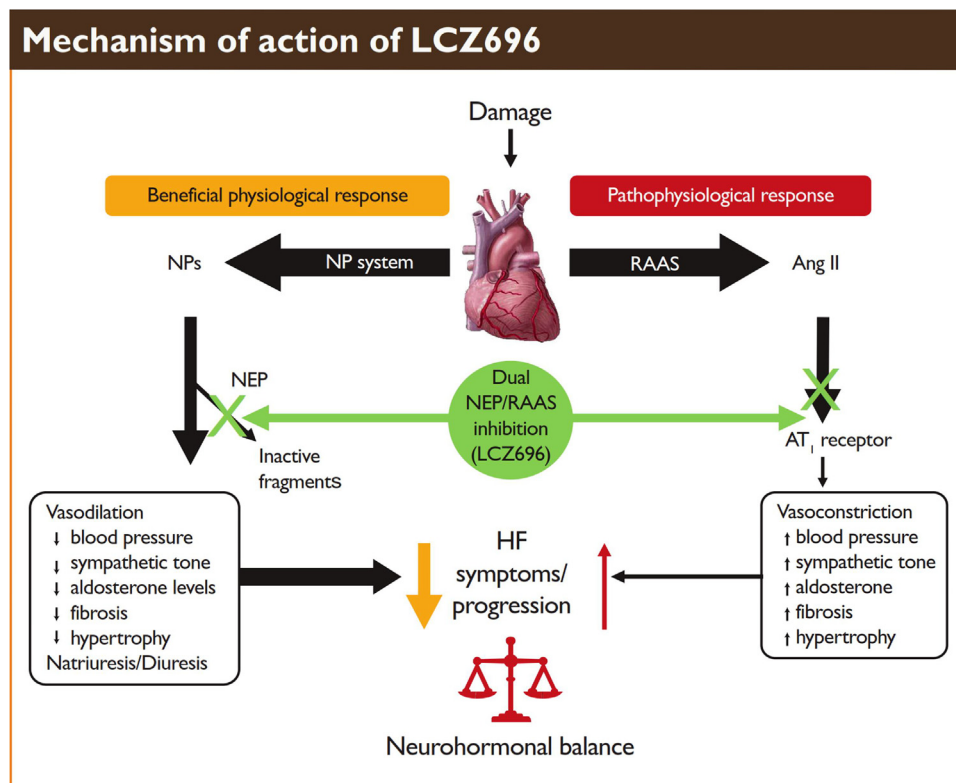 Mechanism of action of LCZ696
Damage
Beneficial physiological response
Pathophysiological response
NPs
NP system
RAAS
Ang II
NEP
Inactive
fragments
Dual
NEP/RAAS
inhibition
(LCZ696)
AT₁ receptor
Vasodilation
↓ blood pressure
↓ sympathetic tone
↓ aldosterone levels
↓ fibrosis
↓ hypertrophy
Natriuresis/Diuresis
HF
symptoms/
progression
Vasoconstriction
↑ blood pressure
↑ sympathetic tone
↑ aldosterone
↑ fibrosis
↑ hypertrophy
Neurohormonal balance